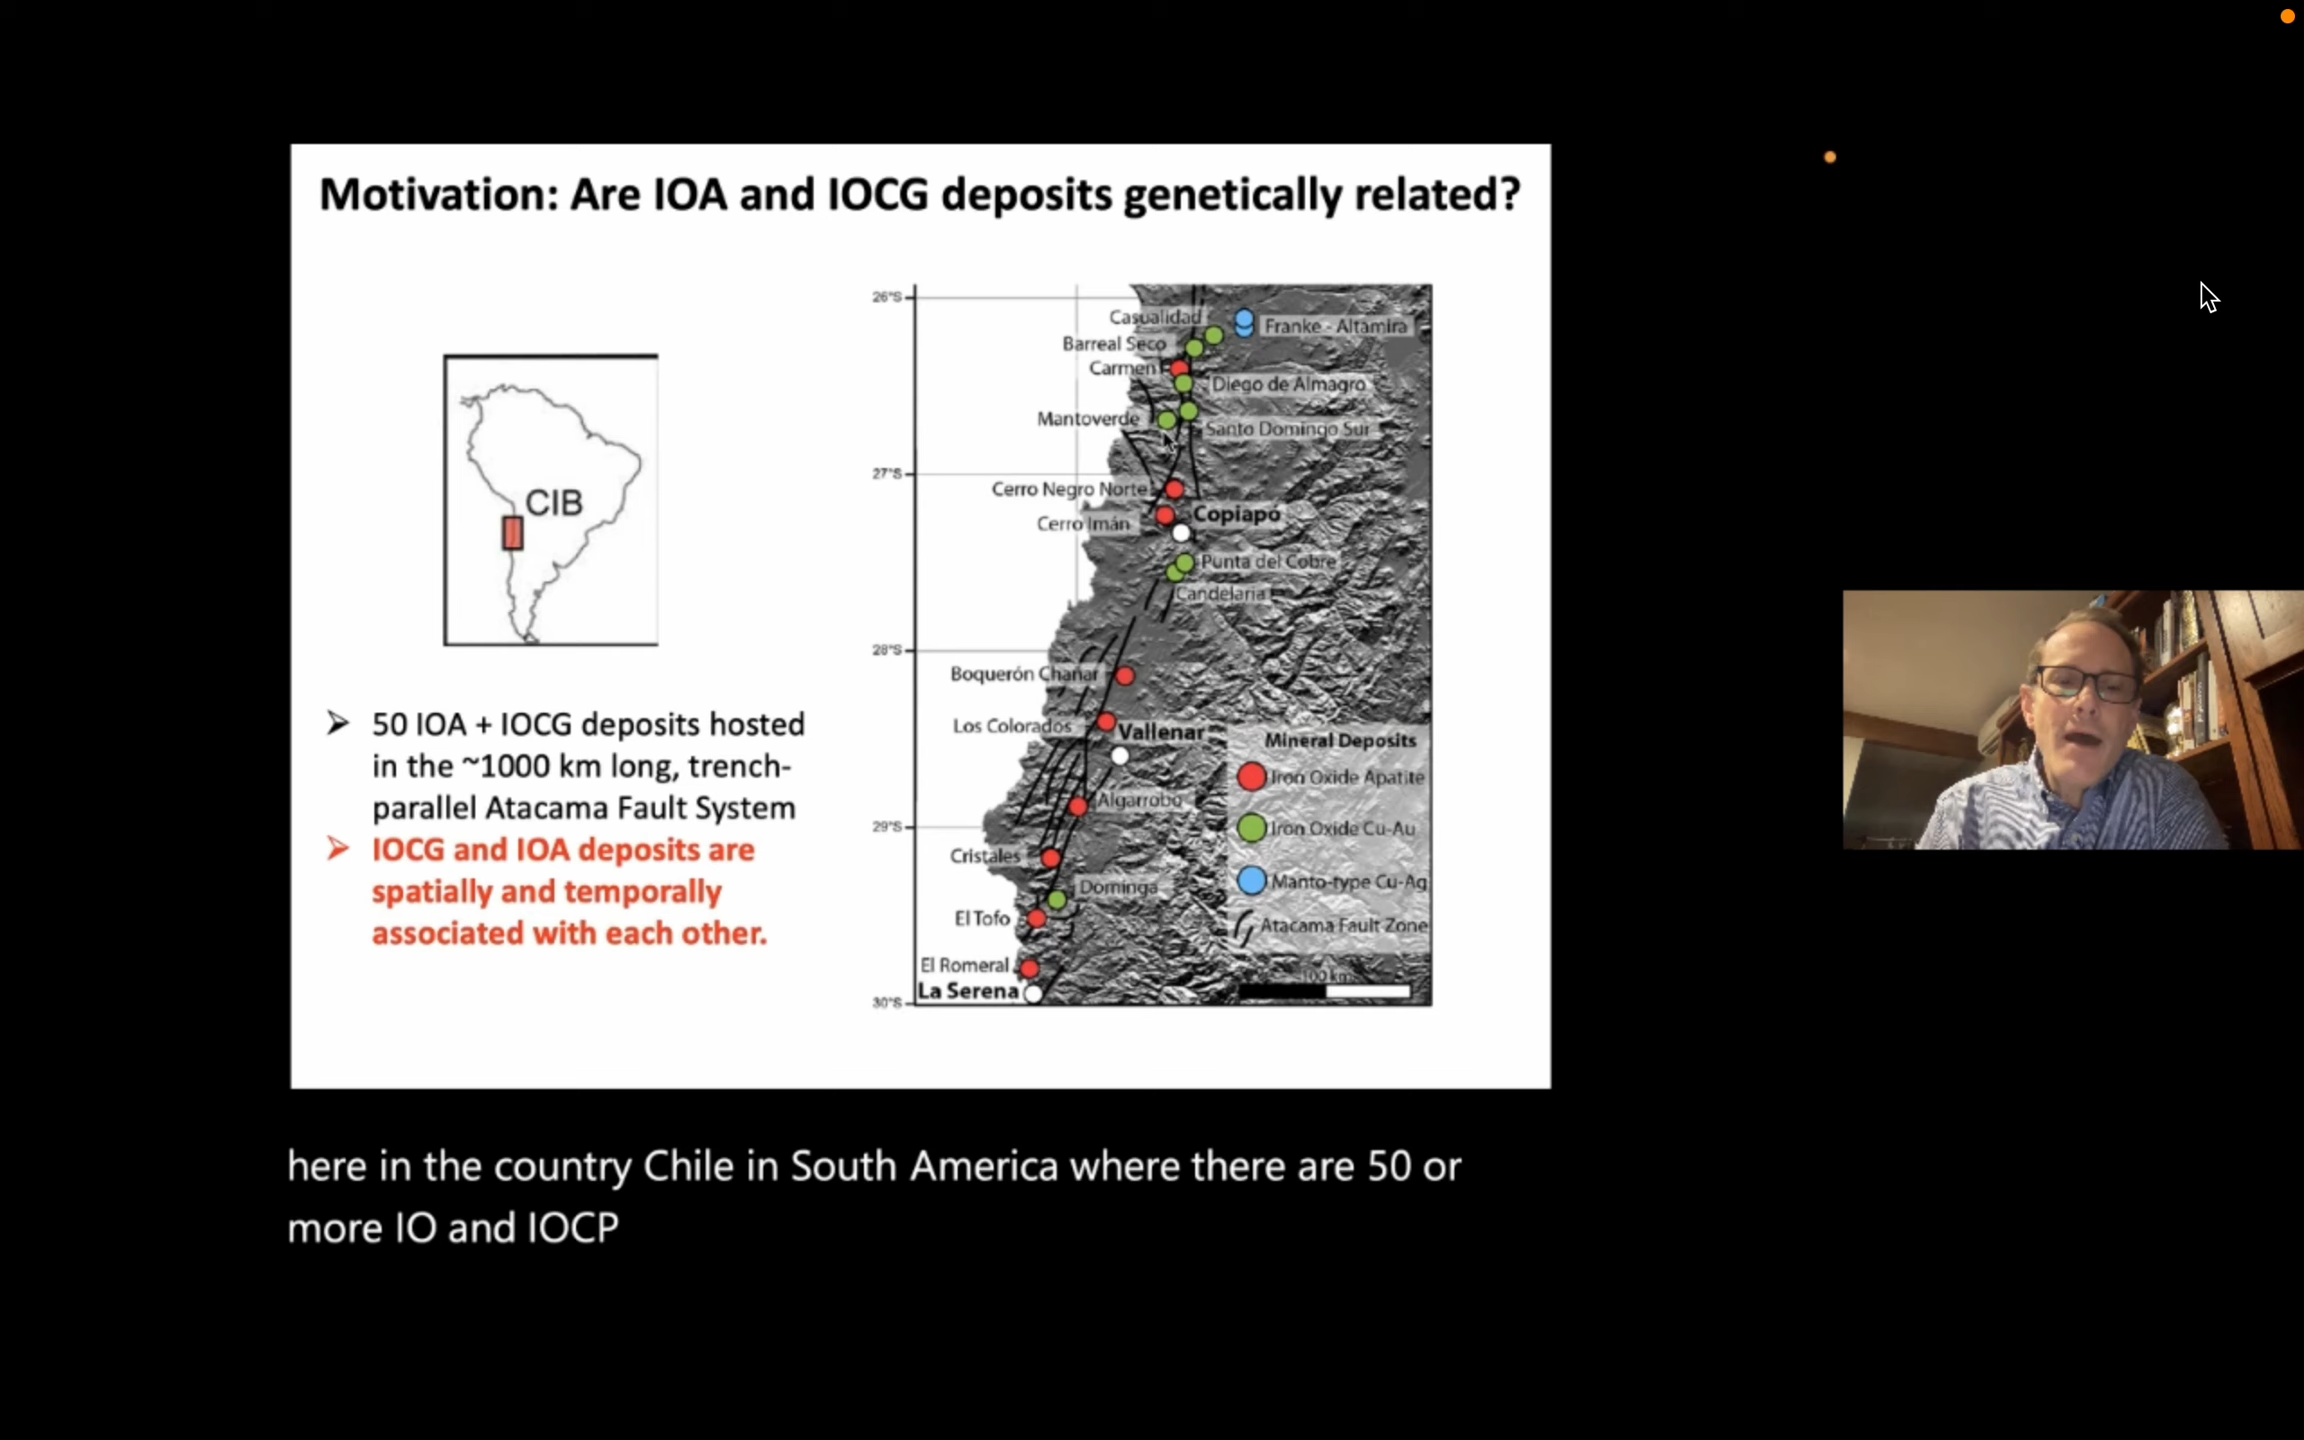 Motivation: Are IOA and IOCG deposits genetically related?
CIB
50 IOA + IOCG deposits hosted
in the ~1000 km long, trench-
parallel Atacama Fault System
IOCG and IOA deposits are
spatially and temporally
associated with each other.
26°S
Casualidad
Franke - Altamira
Barreal Seco
Carmen
Diego de Almagro
Mantoverde
Santo Domingo Sur
27°S
Cerro Negro Norte
Copiapó
Cerro Imán
Punta del Cobre
Candelaria
28°S
Boquerón Chañar
Los Colorados
Vallenar
Mineral Deposits
Iron Oxide Apatite
Algarrobo
29°S
Iron Oxide Cu-Au
Cristales
Dominga
Manto-type Cu-Ag
El Tofo
Atacama Fault Zone
El Romeral
100 km
La Serena
30°S
here in the country Chile in South America where there are 50 or
more IO and IOCP